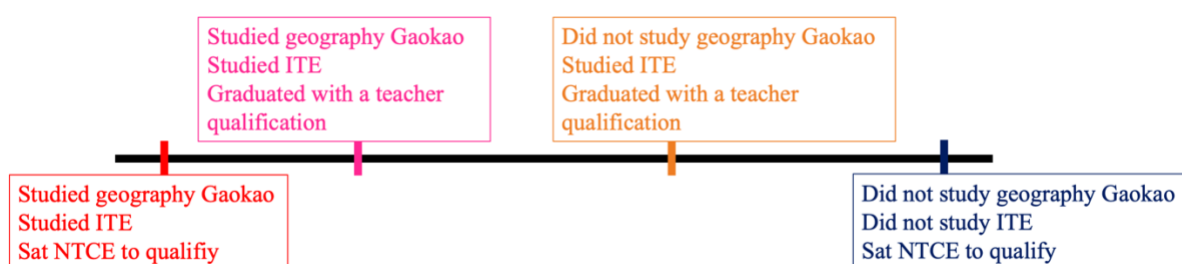 Studied geography Gaokao
Studied ITE
Graduated with a teacher
qualification
Did not study geography Gaokao
Studied ITE
Graduated with a teacher
qualification
Studied geography Gaokao
Studied ITE
Sat NTCE to qualifiy
Did not study geography Gaokao
Did not study ITE
Sat NTCE to qualify